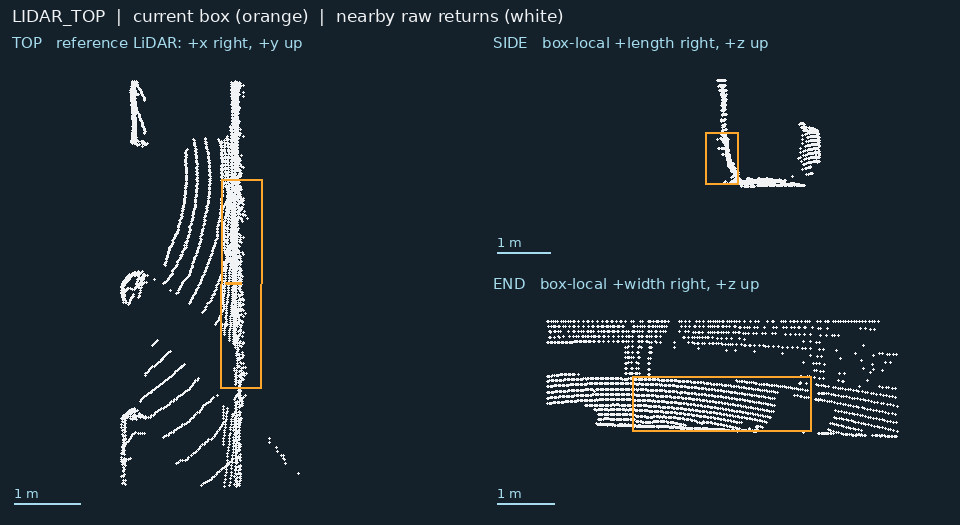 LIDAR_TOP | current box (orange) | nearby raw returns (white)
TOP reference LiDAR: +x right, +y up
SIDE box-local +length right, +z up
1 m
END box-local +width right, +z up
1 m
1 m